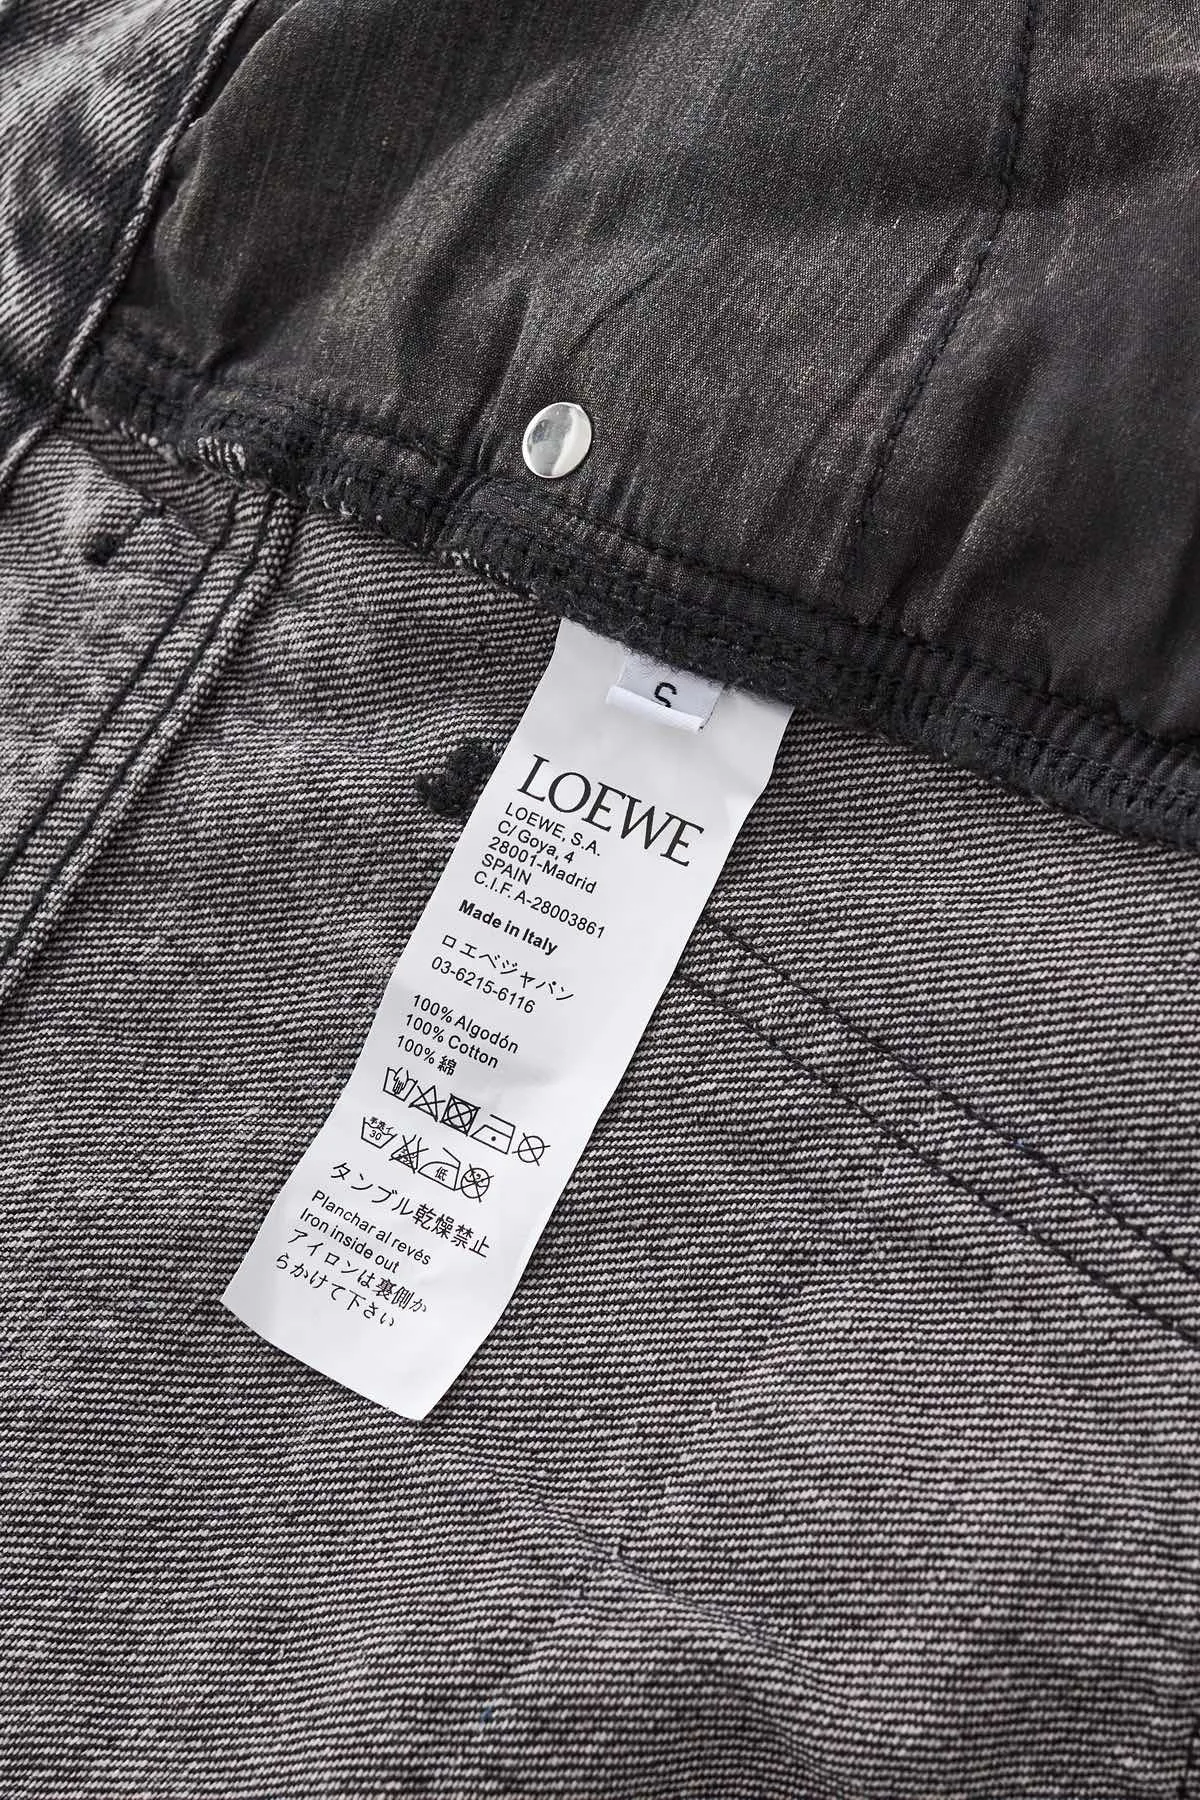 S
LOEWE
LOEWE, S.A.
C/ Goya, 4
28001-Madrid
SPAIN
C.I.F. A-28003861
Made in Italy
ロエベジャパン
03-6215-6116
100% Algodón
100% Cotton
100% 綿
30
低
タンブル乾燥禁止
Planchar al revés
Iron inside out
アイロンは裏側か
らかけて下さい